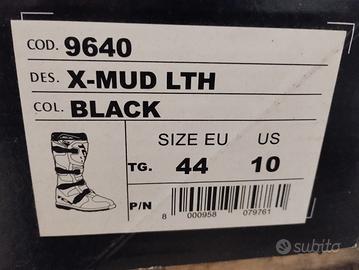 COD. 9640
DES. X-MUD LTH
COL. BLACK
SIZE EU US
TG. 44 10
P/N
8 000958 079761
subito